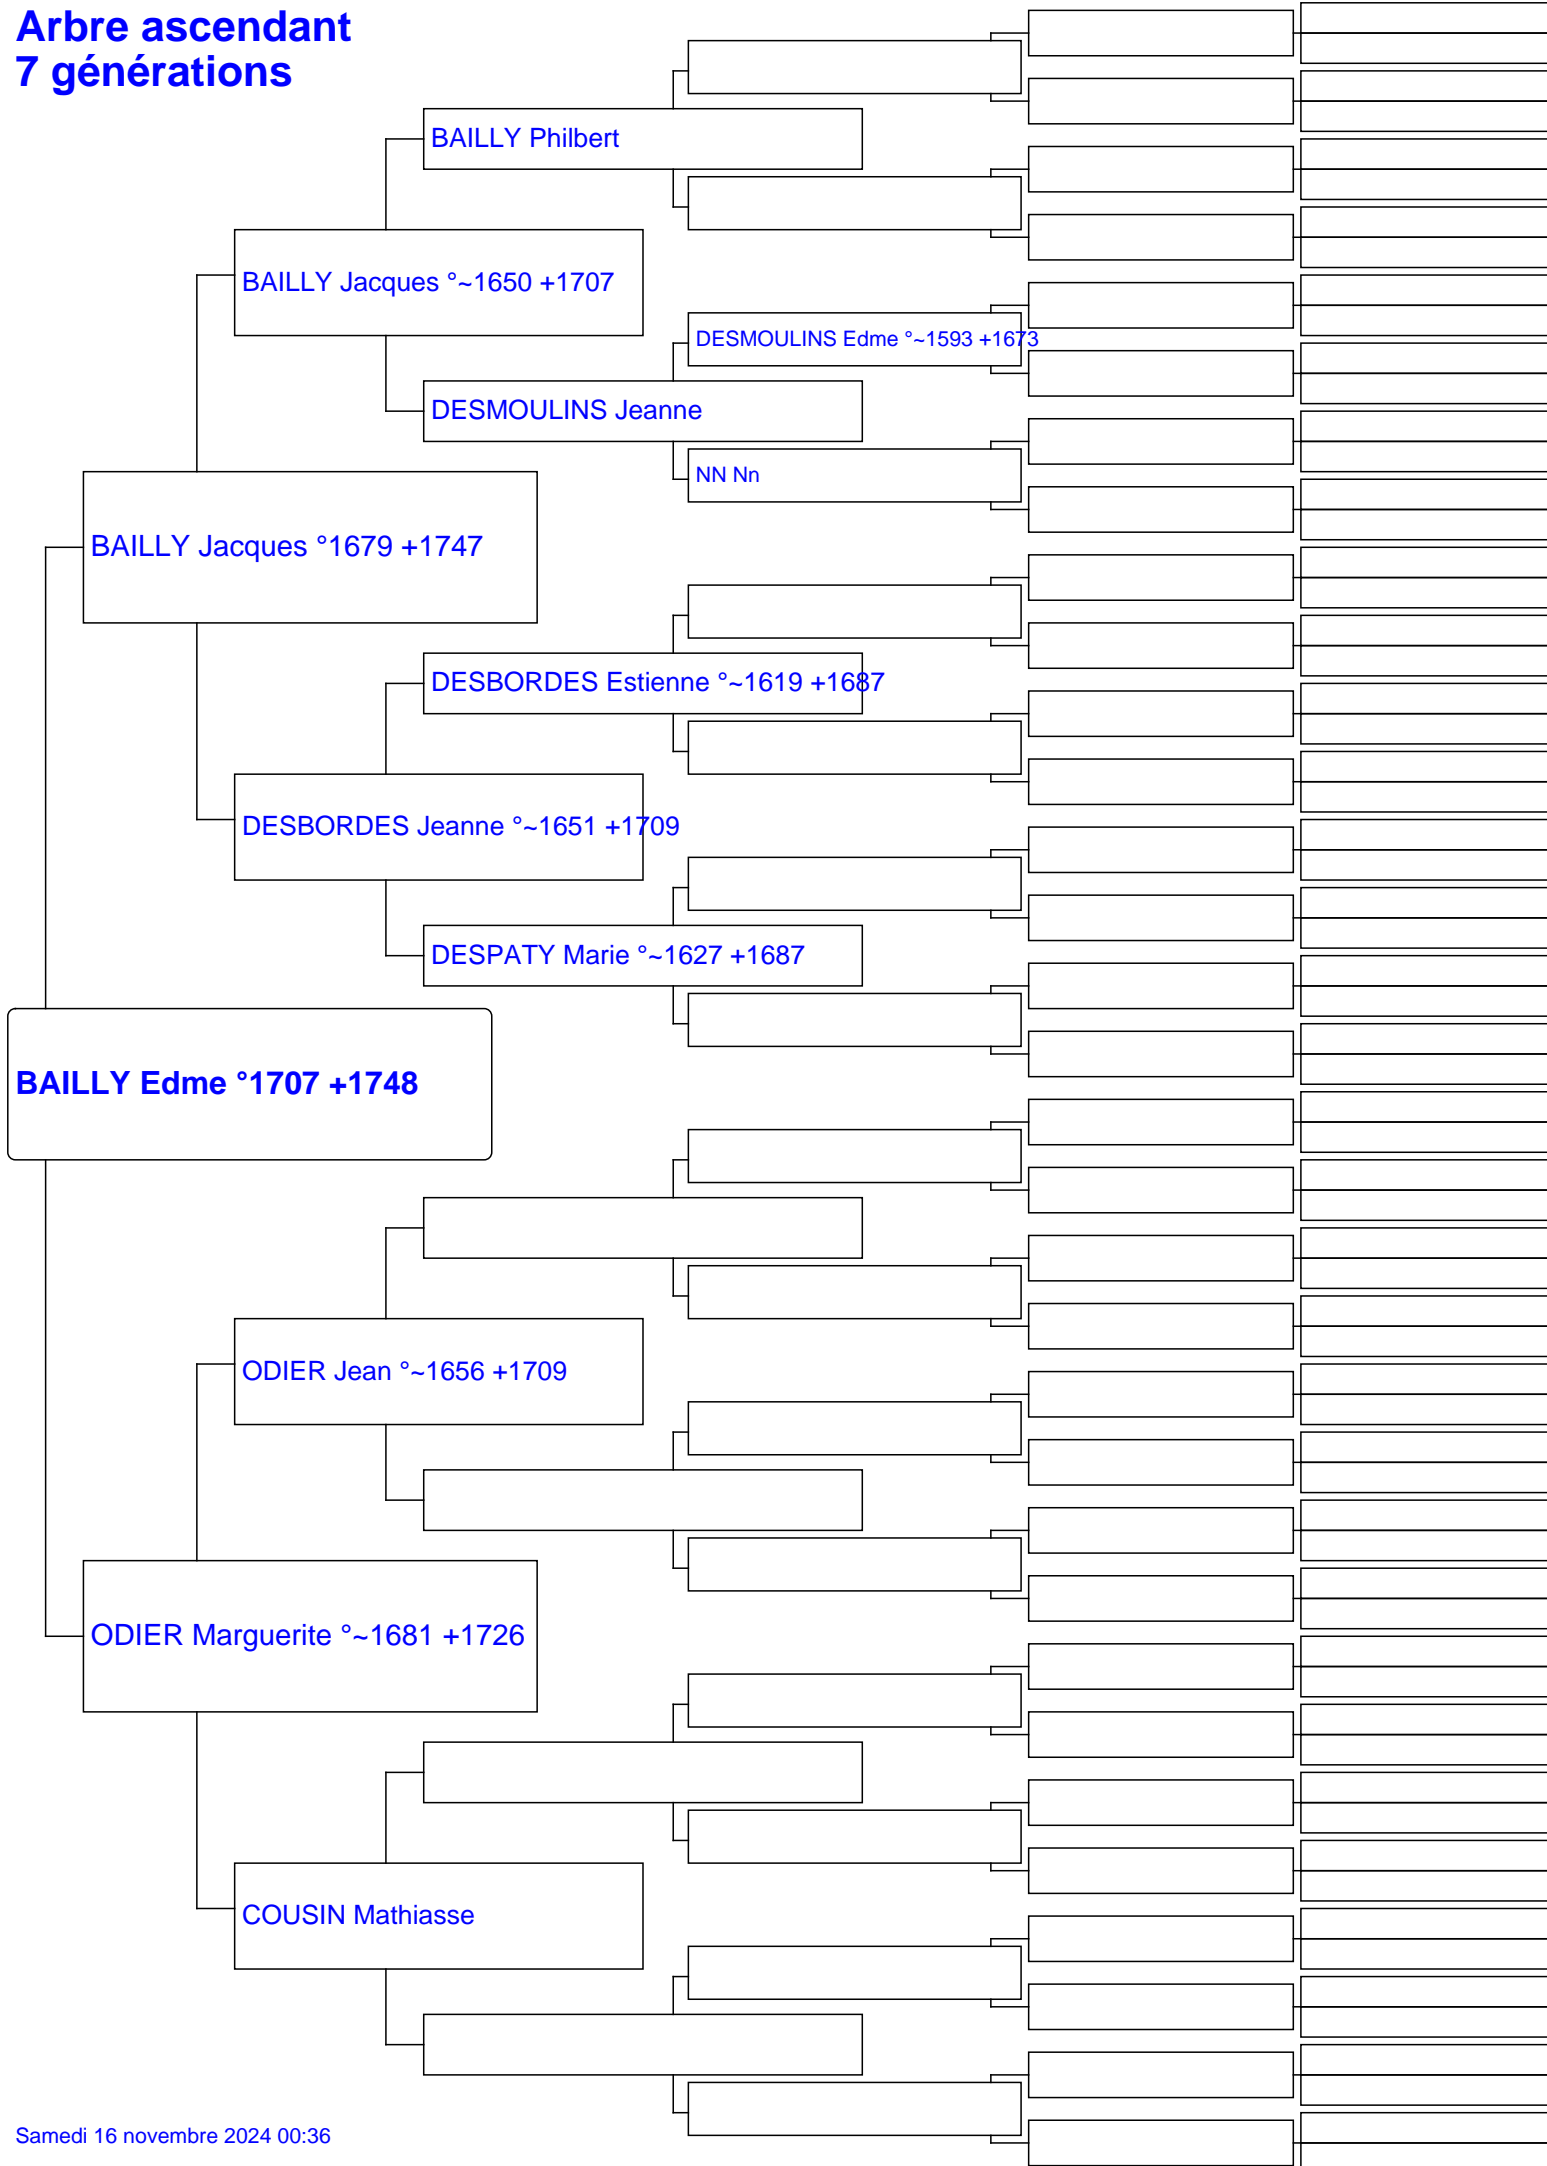 Arbre ascendant
7 générations
BAILLY Philbert
BAILLY Jacques °~1650 +1707
DESMOULINS Edme °~1593 +1673
DESMOULINS Jeanne
NN Nn
BAILLY Jacques °1679 +1747
DESBORDES Estienne °~1619 +1687
DESBORDES Jeanne °~1651 +1709
DESPATY Marie °~1627 +1687
BAILLY Edme °1707 +1748
ODIER Jean °~1656 +1709
ODIER Marguerite °~1681 +1726
COUSIN Mathiasse
Samedi 16 novembre 2024 00:36